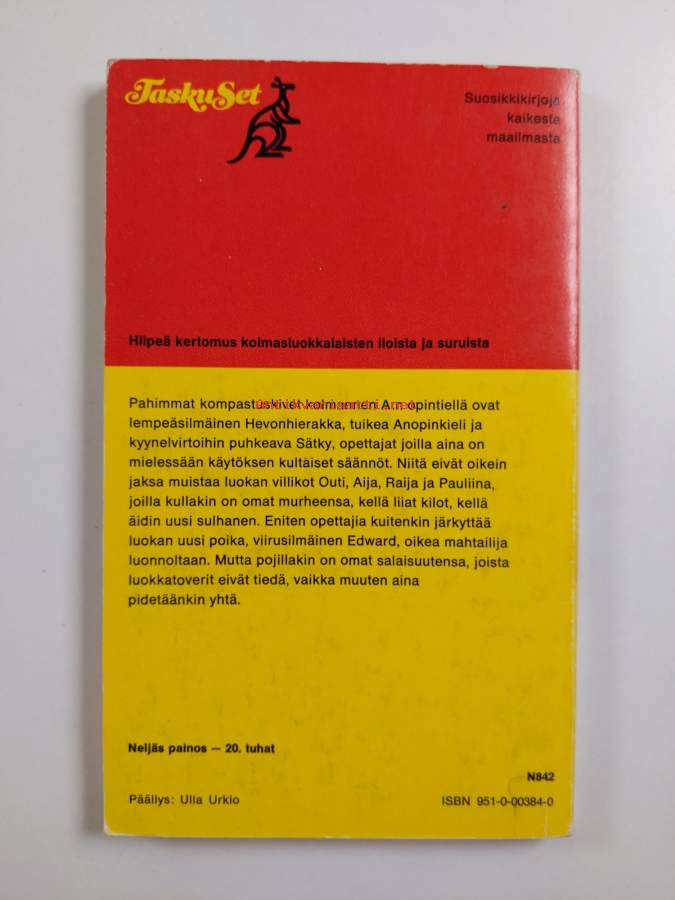 TaskuSet
Suosikkikirjoja
kaikesta
maailmasta
Hilpeä kertomus kolmasluokkalaisten iloista ja suruista
Pahimmat kompastuskivet kolmannen A:n opintiellä ovat
antikvariaatti.net
lempeäsilmäinen Hevonhierakka, tuikea Anopinkieli ja
kyynelvirtoihin puhkeava Sätky, opettajat joilla aina on
mielessään käytöksen kultaiset säännöt. Niitä eivät oikein
jaksa muistaa luokan villikot Outi, Aija, Raija ja Pauliina,
joilla kullakin on omat murheensa, kellä liiat kilot, kellä
äidin uusi sulhanen. Eniten opettajia kuitenkin järkyttää
luokan uusi poika, viirusilmäinen Edward, oikea mahtailija
luonnoltaan. Mutta pojillakin on omat salaisuutensa, joista
luokkatoverit eivät tiedä, vaikka muuten aina
pidetäänkin yhtä.
Neljäs painos – 20. tuhat
N842
Päällys: Ulla Urkio
ISBN 951-0-00384-0